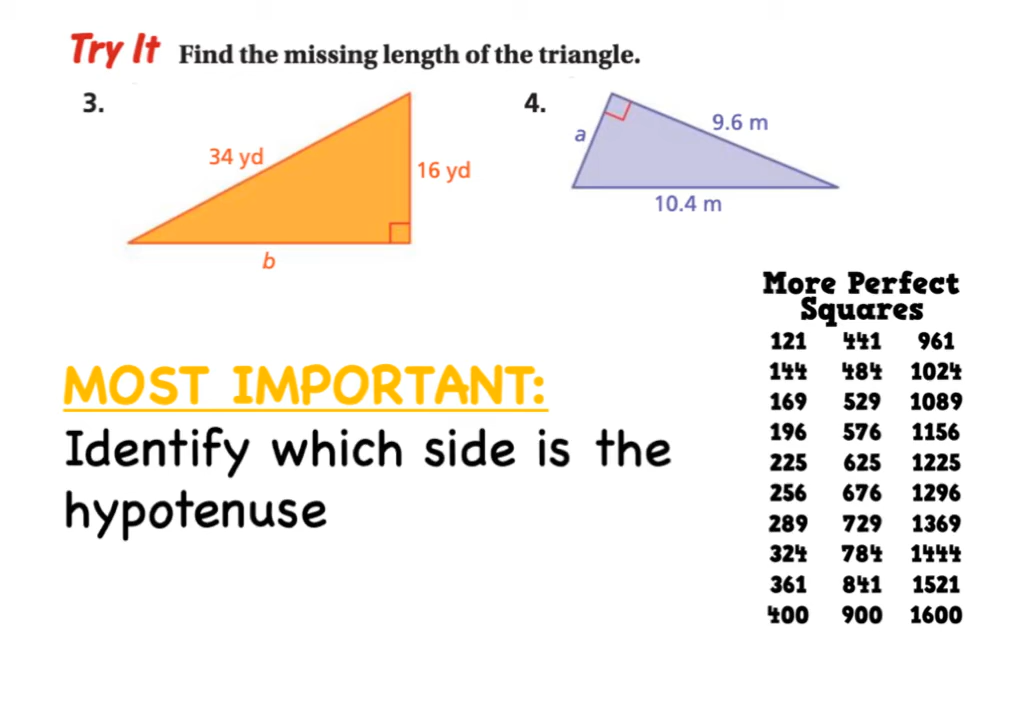 Try It Find the missing length of the triangle.
3.
34 yd
16 yd
b
4.
a
9.6 m
10.4 m
More Perfect
Squares
121 441 961
144 484 1024
169 529 1089
196 576 1156
225 625 1225
256 676 1296
289 729 1369
324 784 1444
361 841 1521
400 900 1600
MOST IMPORTANT:
Identify which side is the
hypotenuse